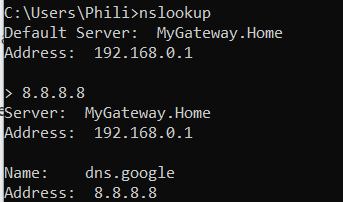 C:\Users\Phili>nslookup
Default Server:  MyGateway.Home
Address:  192.168.0.1
> 8.8.8.8
Server:  MyGateway.Home
Address:  192.168.0.1
Name:    dns.google
Address:  8.8.8.8